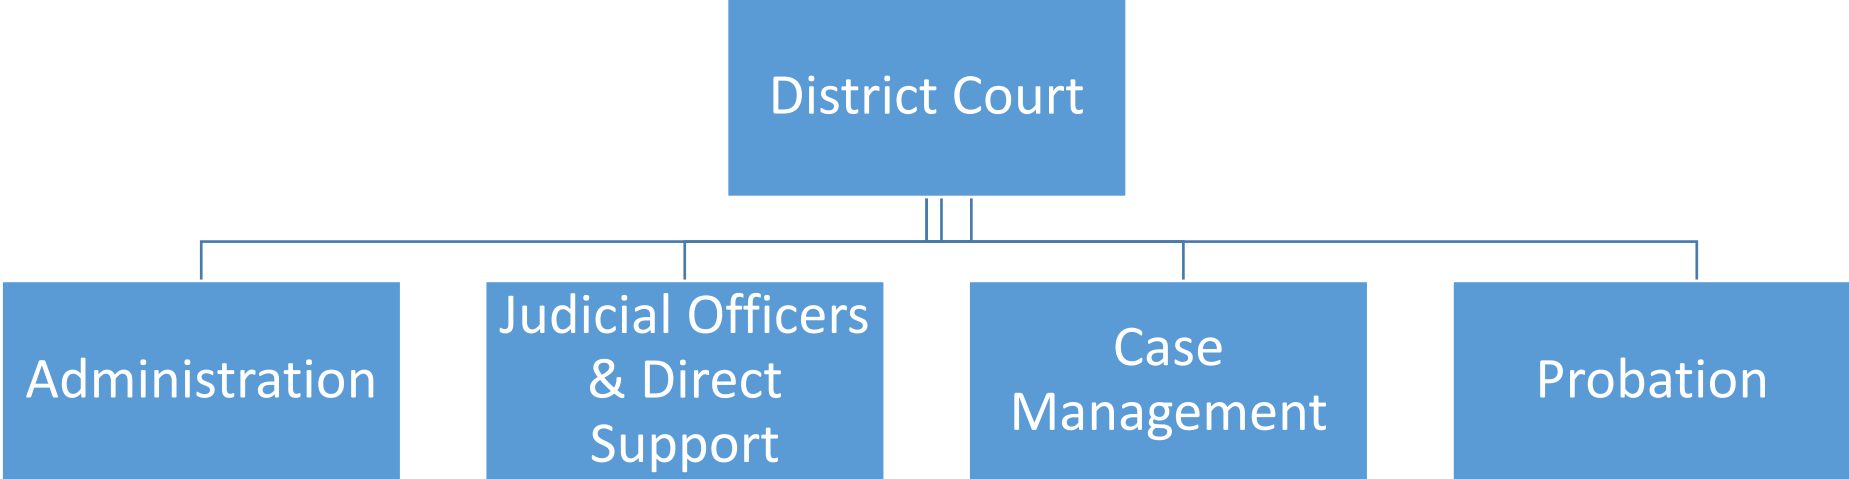 District Court
Administration
Judicial Officers
& Direct
Support
Case
Management
Probation